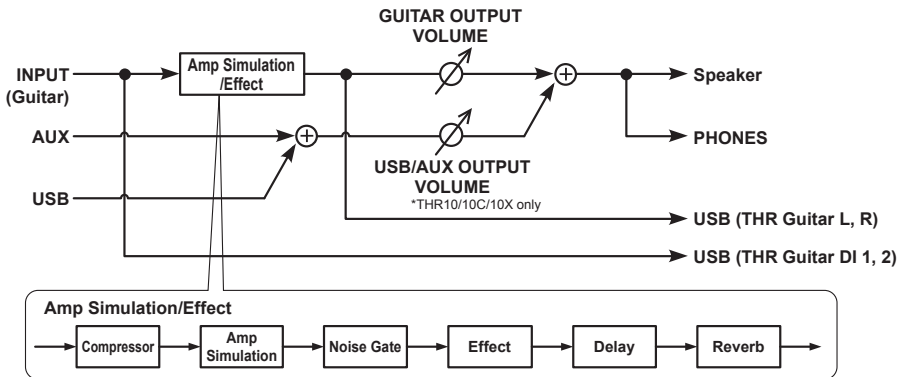 GUITAR OUTPUT
VOLUME
INPUT
(Guitar)
Amp Simulation
/Effect
Speaker
AUX
PHONES
USB/AUX OUTPUT
VOLUME
*THR10/10C/10X only
USB
USB (THR Guitar L, R)
USB (THR Guitar DI 1, 2)
Amp Simulation/Effect
Compressor
Amp
Simulation
Noise Gate
Effect
Delay
Reverb